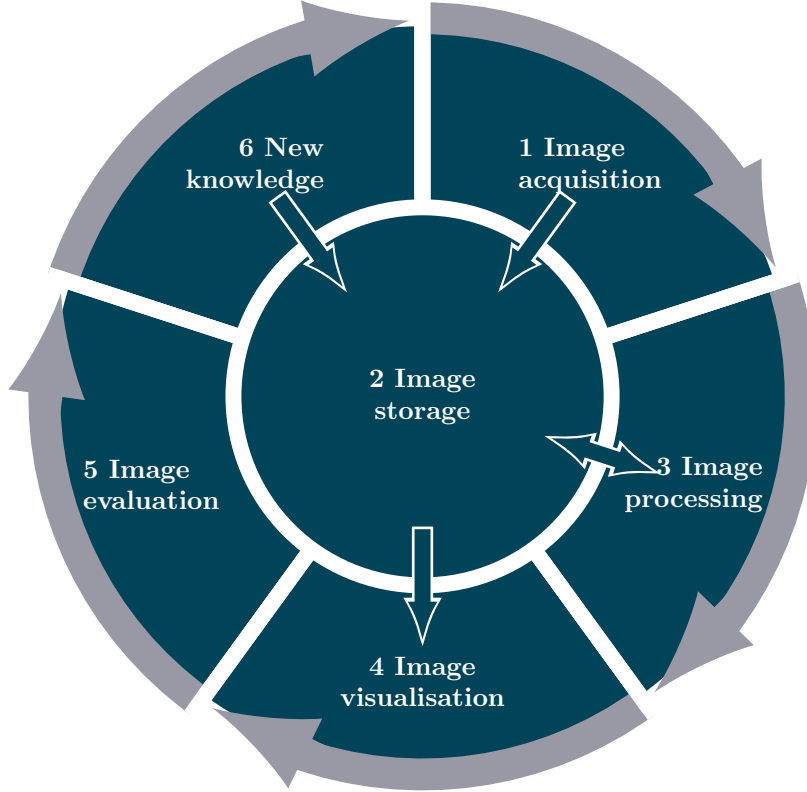 1 Image
acquisition
2 Image
storage
3 Image
processing
4 Image
visualisation
5 Image
evaluation
6 New
knowledge